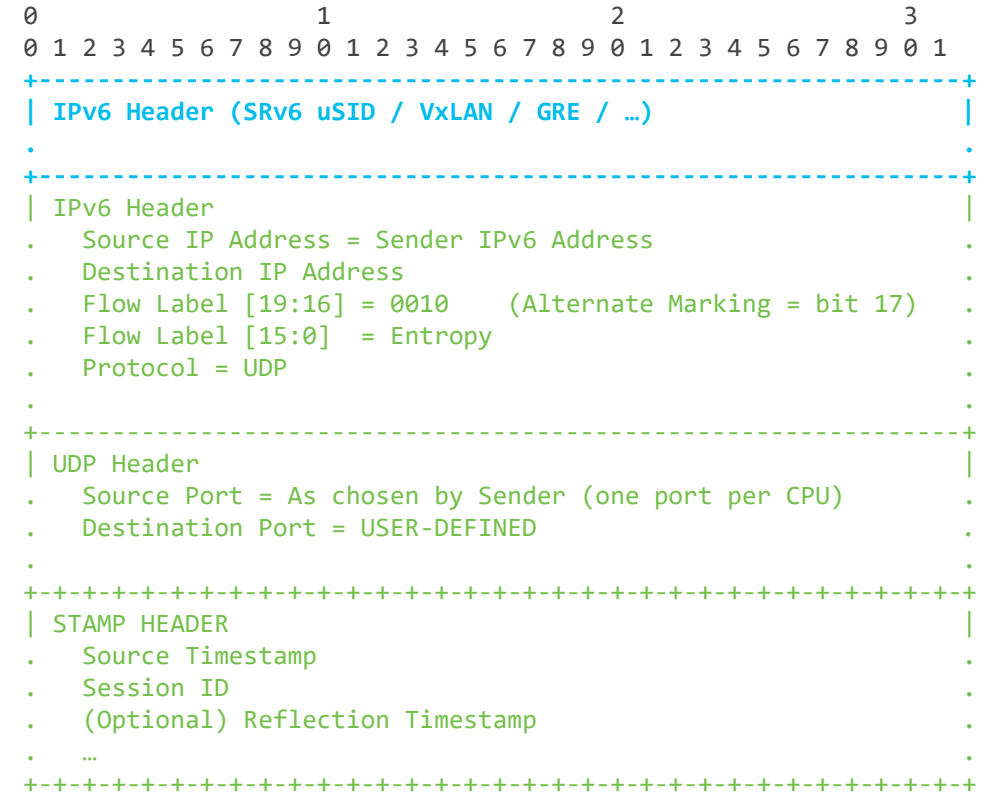 0                   1                   2                   3
0 1 2 3 4 5 6 7 8 9 0 1 2 3 4 5 6 7 8 9 0 1 2 3 4 5 6 7 8 9 0 1
+---------------------------------------------------------------+
| IPv6 Header (SRv6 uSID / VxLAN / GRE / …)                     |
.                                                               .
+---------------------------------------------------------------+
| IPv6 Header                                                   |
.   Source IP Address = Sender IPv6 Address                     .
.   Destination IP Address                                      .
.   Flow Label [19:16] = 0010    (Alternate Marking = bit 17)   .
.   Flow Label [15:0]  = Entropy                                .
.   Protocol = UDP                                              .
.                                                               .
+---------------------------------------------------------------+
| UDP Header                                                    |
.   Source Port = As chosen by Sender (one port per CPU)        .
.   Destination Port = USER-DEFINED                             .
.                                                               .
+-+-+-+-+-+-+-+-+-+-+-+-+-+-+-+-+-+-+-+-+-+-+-+-+-+-+-+-+-+-+-+-+
| STAMP HEADER                                                  |
.   Source Timestamp                                            .
.   Session ID                                                  .
.   (Optional) Reflection Timestamp                             .
.   …                                                           .
+-+-+-+-+-+-+-+-+-+-+-+-+-+-+-+-+-+-+-+-+-+-+-+-+-+-+-+-+-+-+-+-+